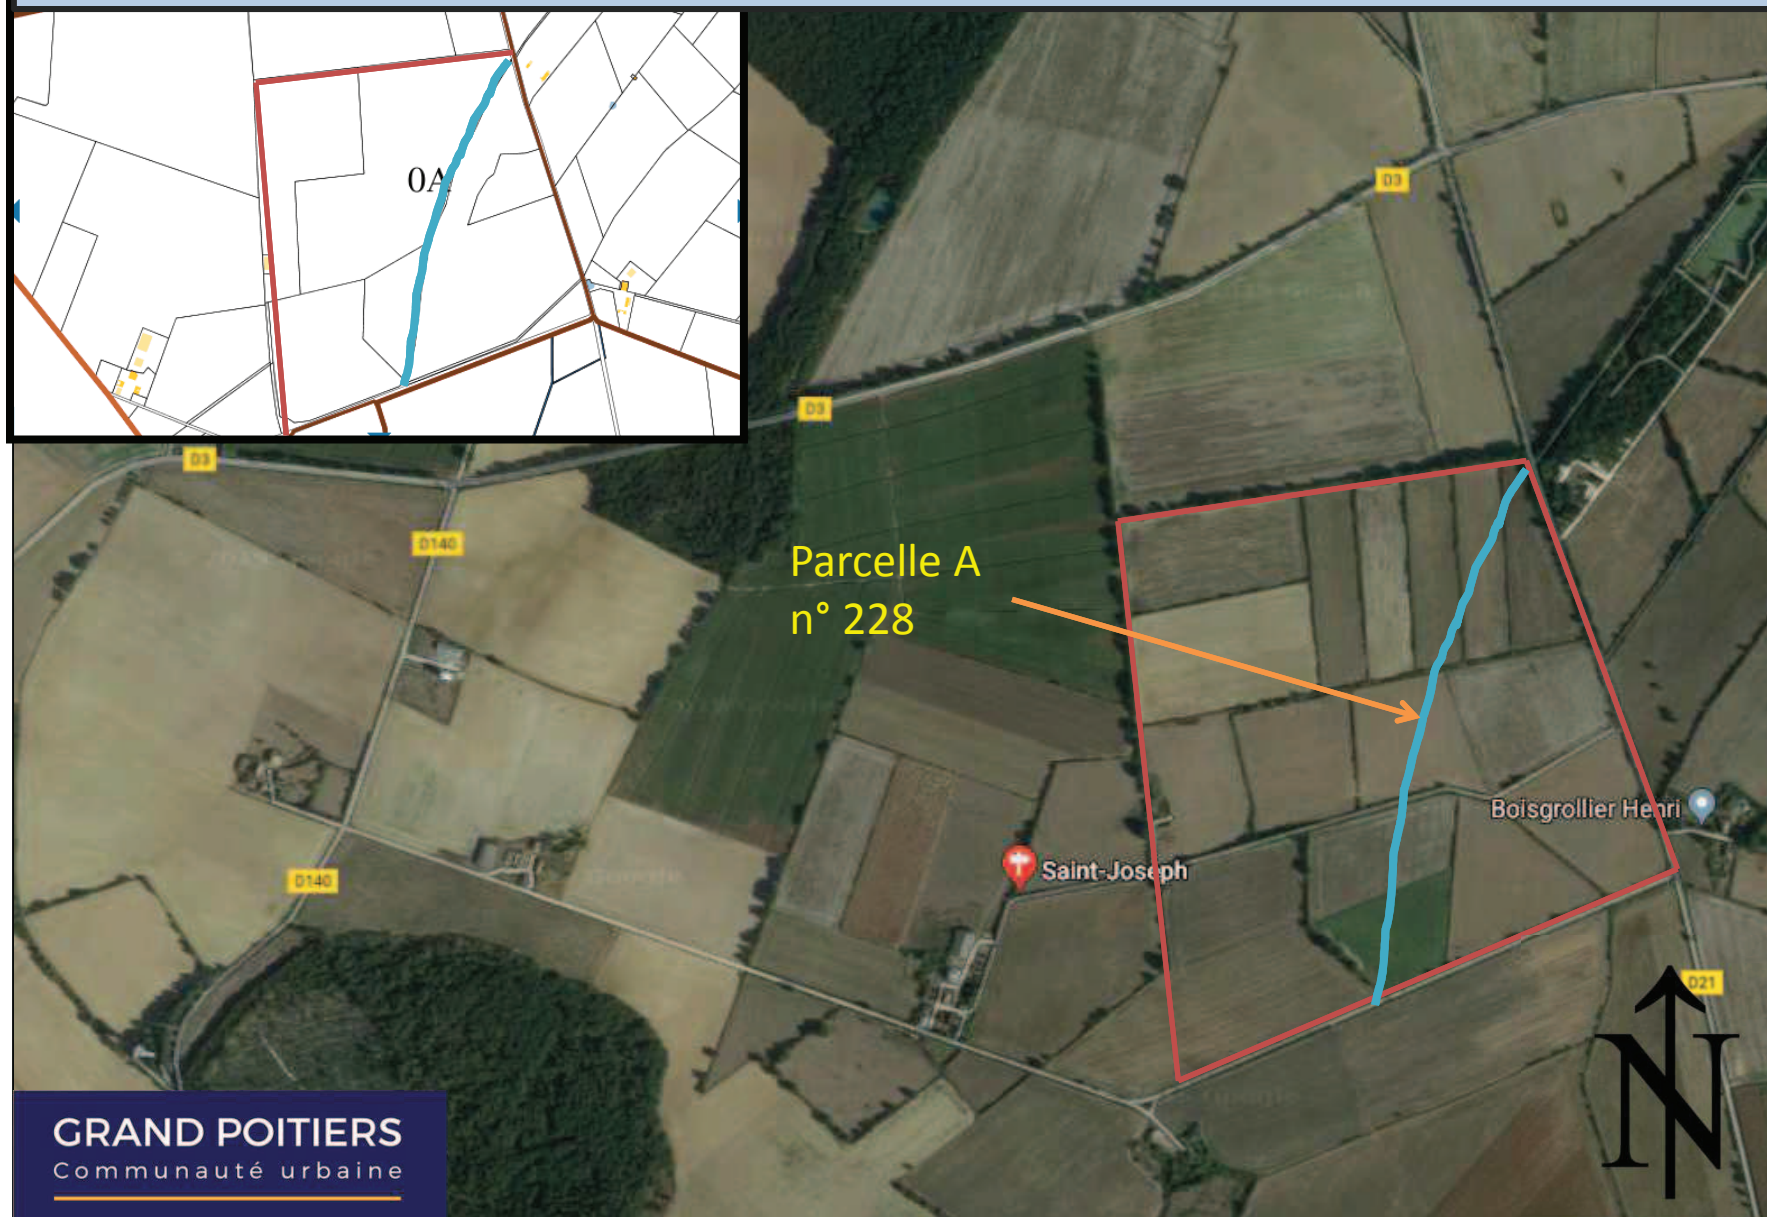 0A
D3
D3
D3
D140
Parcelle A
n° 228
Boisgrollier Henri
Saint-Joseph
D140
D21
N
GRAND POITIERS
Communauté urbaine